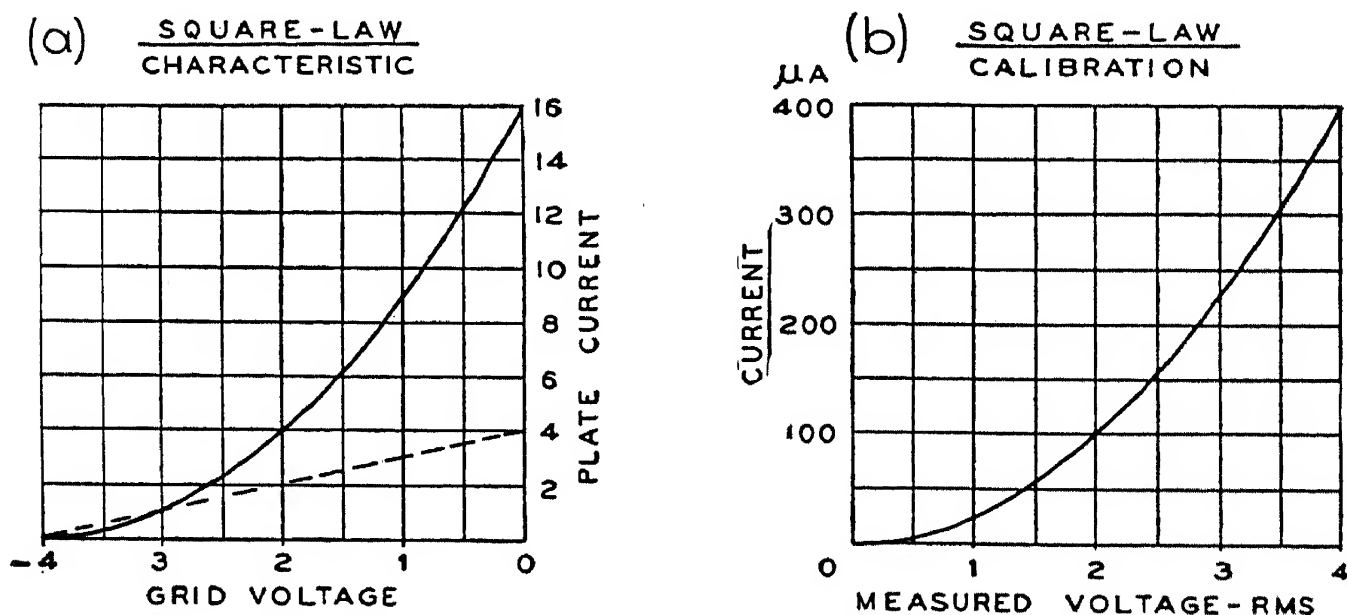 (a) SQUARE-LAW
CHARACTERISTIC
16
14
12
10
8
6
4
2
PLATE CURRENT
-4 3 2 1 0
GRID VOLTAGE
(b) SQUARE-LAW
CALIBRATION
μA
400
300
200
100
0
CURRENT
1 2 3 4
MEASURED VOLTAGE-RMS